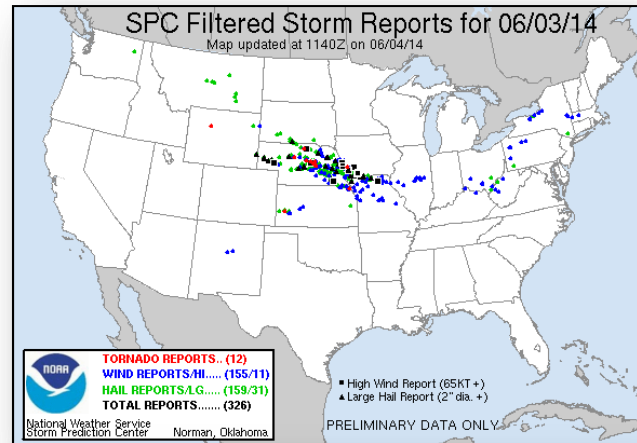 SPC Filtered Storm Reports for 06/03/14
Map updated at 1140Z on 06/04/14
NOAA
TORNADO REPORTS.. (12)
WIND REPORTS/HI..... (155/11)
HAIL REPORTS/LG..... (159/31)
TOTAL REPORTS....... (326)
National Weather Service
Storm Prediction Center Norman, Oklahoma
High Wind Report (65KT +)
Large Hail Report (2" dia. +)
PRELIMINARY DATA ONLY